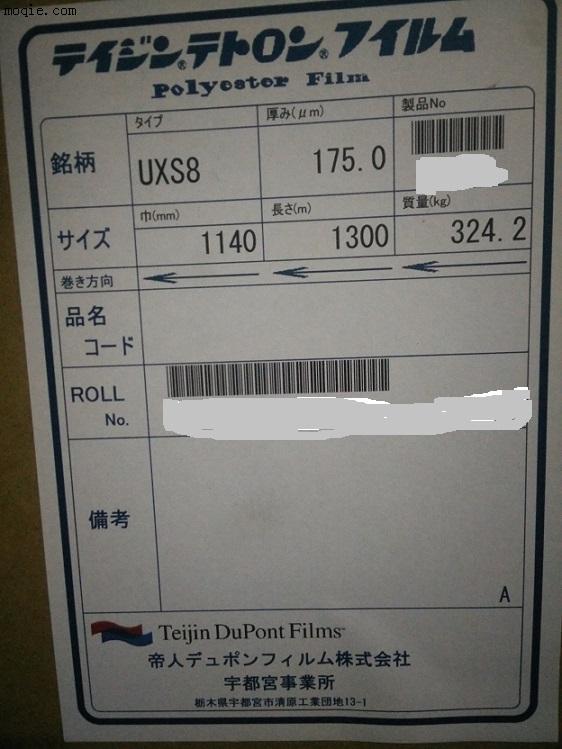 moqie.com
テイジン®テトロン®フイルム
Polyester Film
銘柄
タイプ
UXS8
厚み(μm)
175.0
製品No
サイズ
巾(mm)
1140
長さ(m)
1300
質量(kg)
324.2
巻き方向
品名
コード
ROLL
No.
備考
A
Teijin DuPont Films™
帝人デュポンフィルム株式会社
宇都宮事業所
栃木県宇都宮市清原工業団地13-1